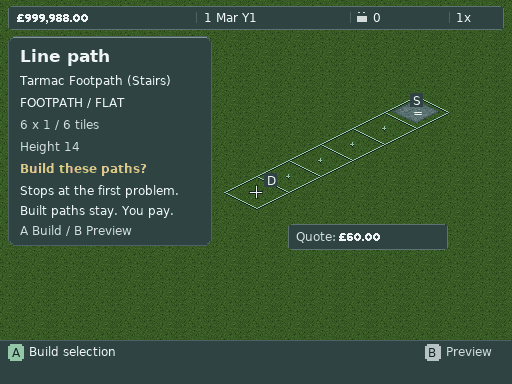 £999,988.00
1 Mar Y1
0
1x
Line path
Tarmac Footpath (Stairs)
FOOTPATH / FLAT
6 x 1 / 6 tiles
Height 14
Build these paths?
Stops at the first problem.
Built paths stay. You pay.
A Build / B Preview
S
=
D
Quote: £60.00
A Build selection
B Preview